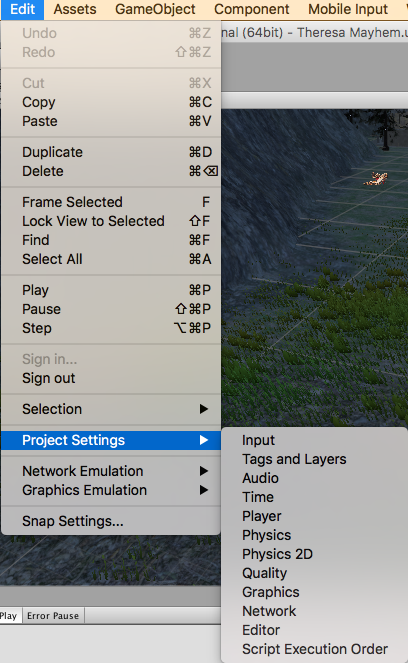 Edit Assets GameObject Component Mobile Input
nal (64bit) - Theresa Mayhem.u
Undo ⌘Z
Redo ⇧⌘Z
Cut ⌘X
Copy ⌘C
Paste ⌘V
Duplicate ⌘D
Delete ⌘⌫
Frame Selected F
Lock View to Selected ⇧F
Find ⌘F
Select All ⌘A
Play ⌘P
Pause ⇧⌘P
Step ⌥⌘P
Sign in...
Sign out
Selection ▶
Project Settings ▶
Network Emulation ▶
Graphics Emulation ▶
Snap Settings...
Input
Tags and Layers
Audio
Time
Player
Physics
Physics 2D
Quality
Graphics
Network
Editor
Script Execution Order
Play Error Pause